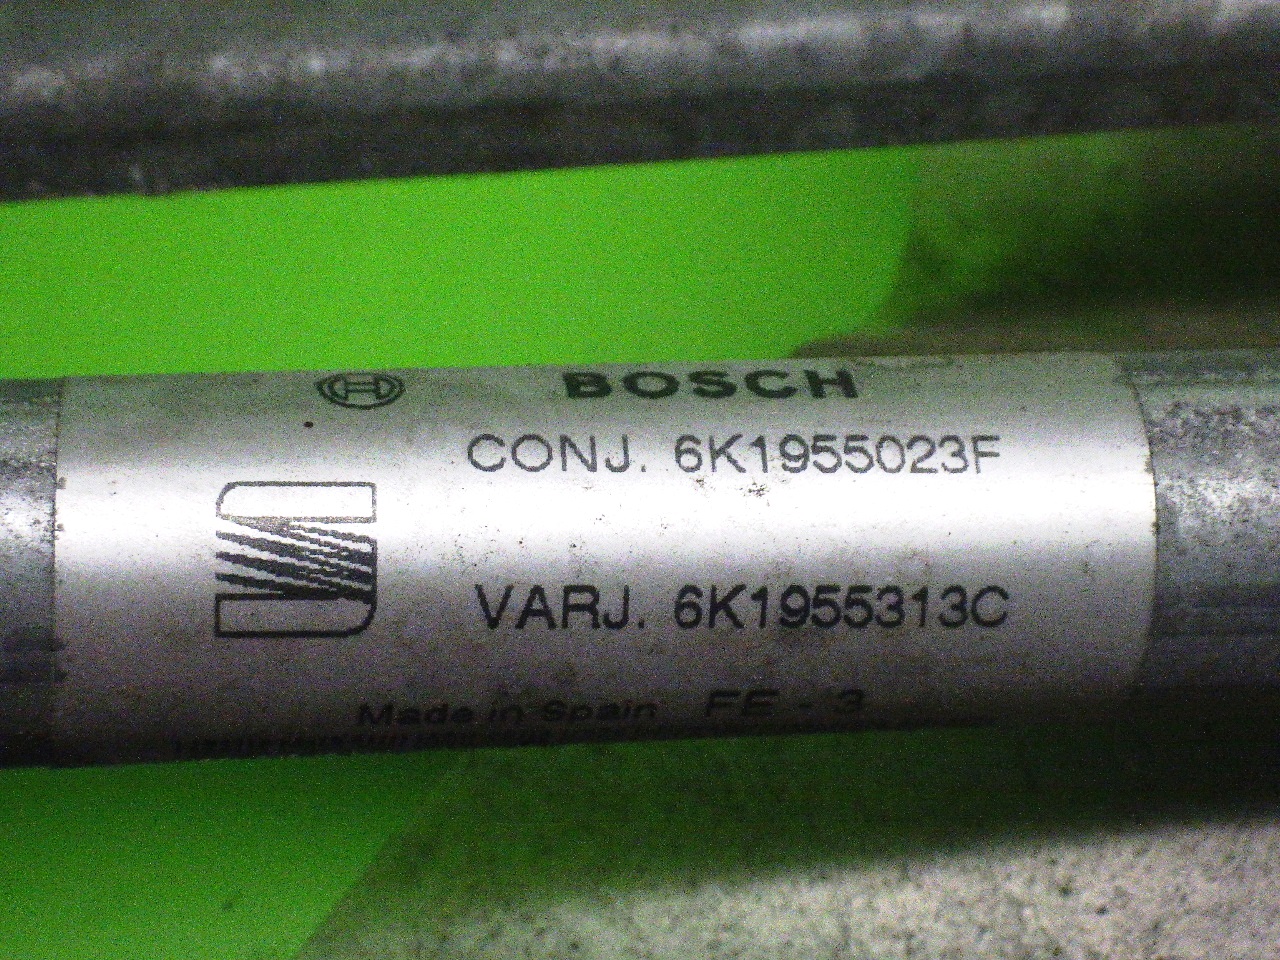 BOSCH
CONJ. 6K1955023F
VARJ. 6K1955313C
Made in Spain FE - 3